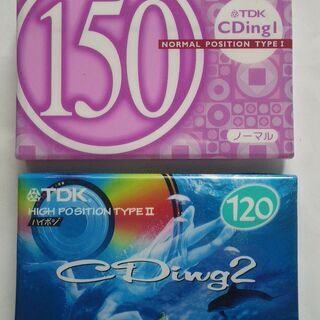 150
TDK
CDing1
NORMAL POSITION TYPE I
ノーマル
TDK
HIGH POSITION TYPE II
ハイポジ
120
CDing2